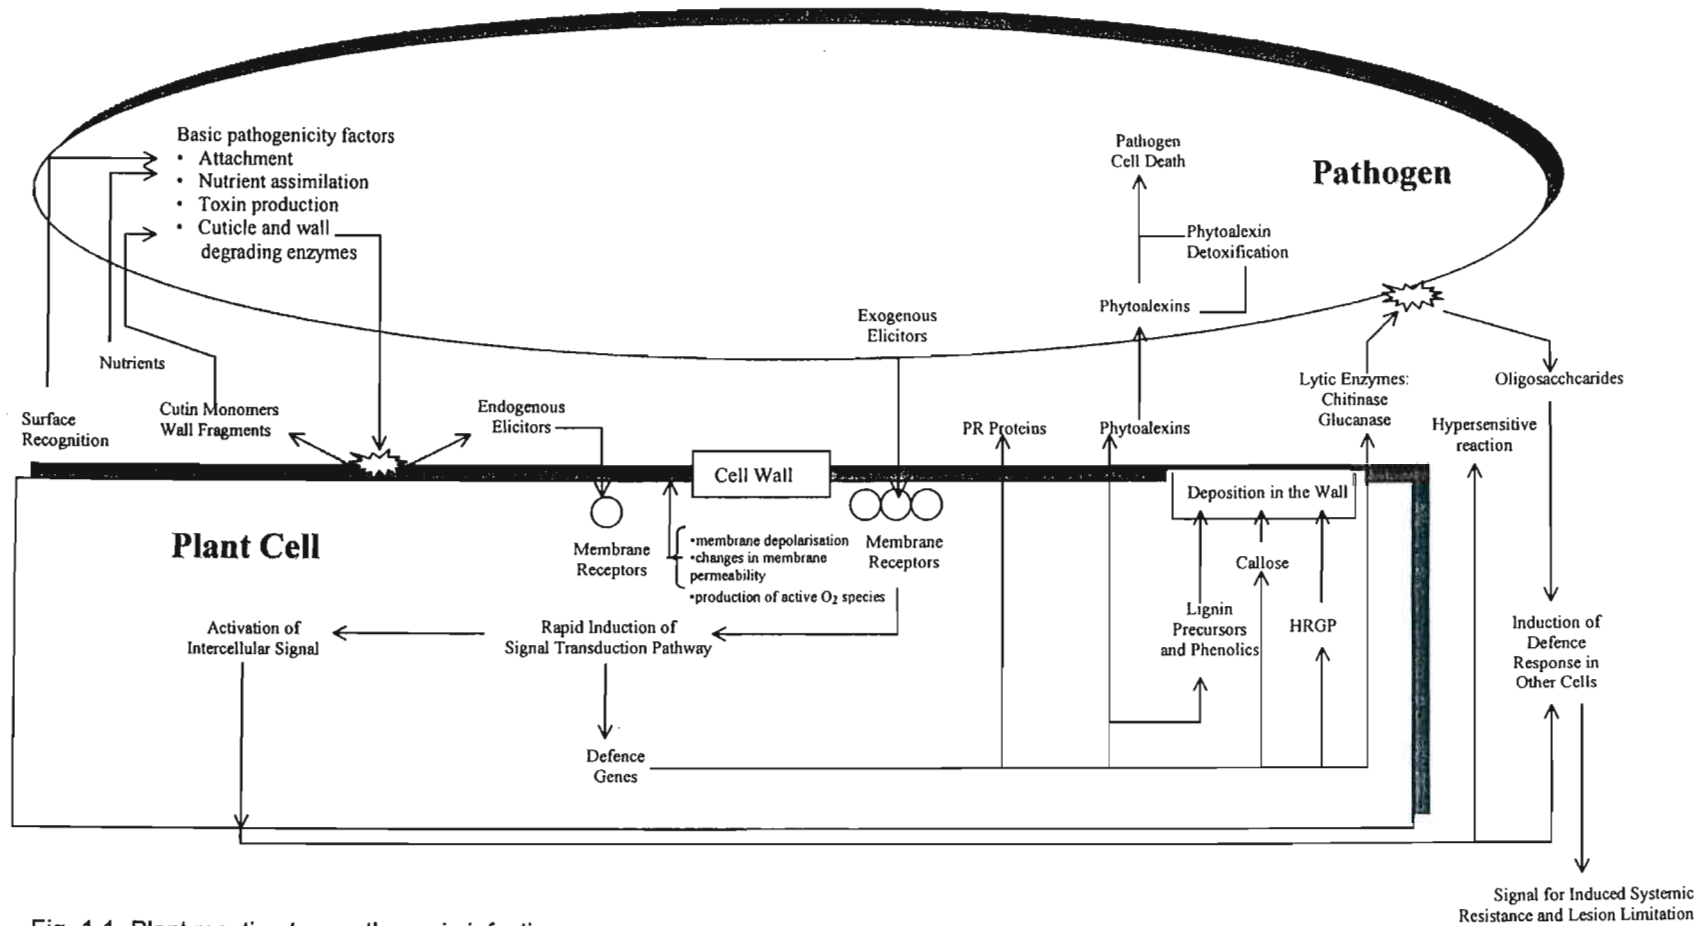 Basic pathogenicity factors
• Attachment
• Nutrient assimilation
• Toxin production
• Cuticle and wall
degrading enzymes
Pathogen
Cell Death
Pathogen
Phytoalexin
Detoxification
Phytoalexins
Exogenous
Elicitors
Nutrients
Surface
Recognition
Cutin Monomers
Wall Fragments
Endogenous
Elicitors
PR Proteins
Phytoalexins
Lytic Enzymes:
Chitinase
Glucanase
Oligosacchcarides
Hypersensitive
reaction
Cell Wall
Deposition in the Wall
Plant Cell
Membrane
Receptors
•membrane depolarisation
•changes in membrane
permeability
•production of active O₂ species
Membrane
Receptors
Callose
Lignin
Precursors
and Phenolics
HRGP
Activation of
Intercellular Signal
Rapid Induction of
Signal Transduction Pathway
Induction of
Defence
Response in
Other Cells
Defence
Genes
Signal for Induced Systemic
Resistance and Lesion Limitation
Fig. 1.1 Plant